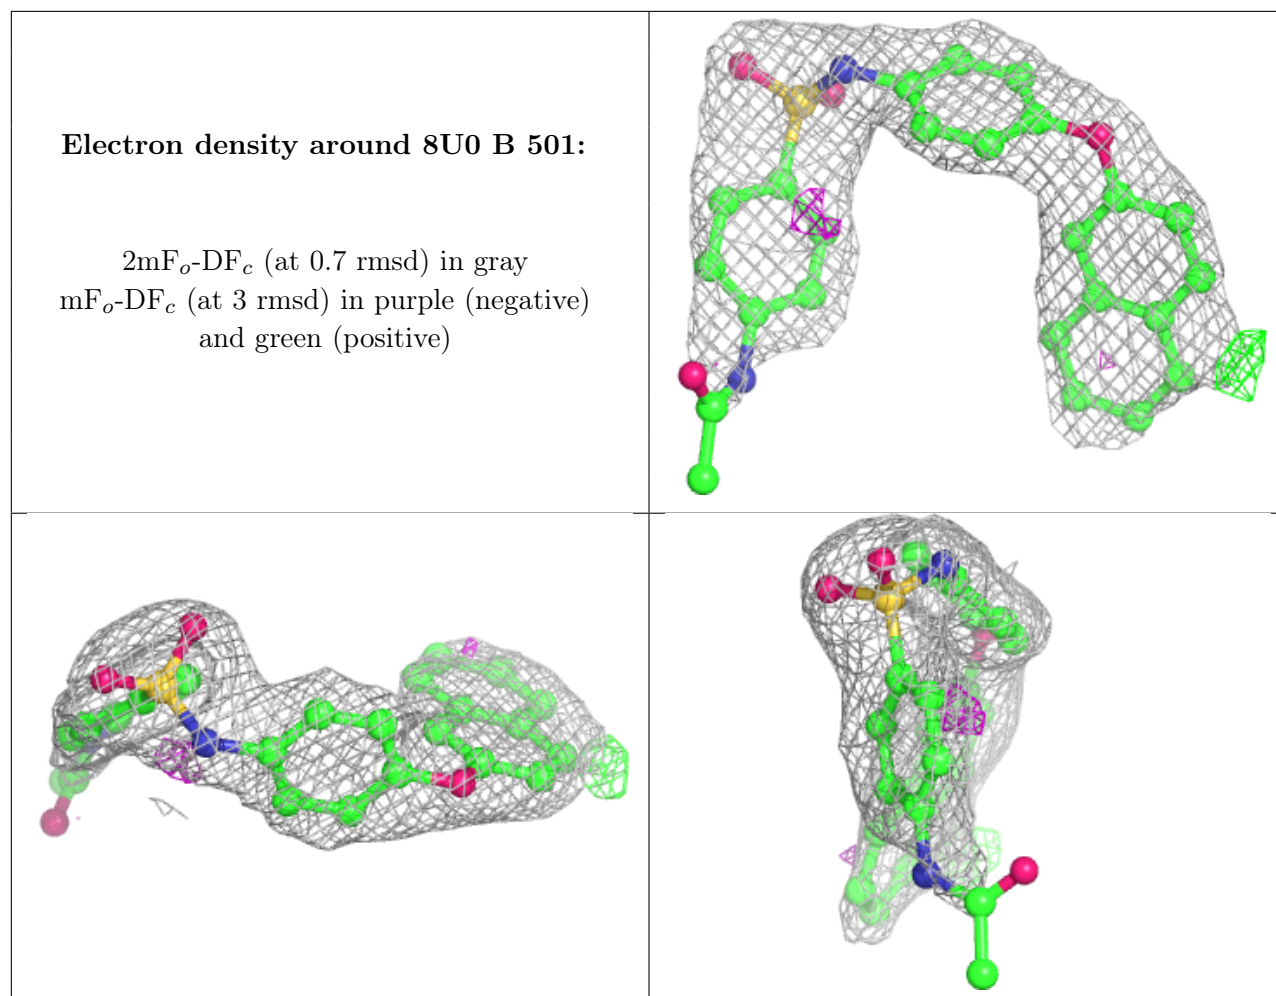 Electron density around 8U0 B 501:
2mFo-DFc (at 0.7 rmsd) in gray
mFo-DFc (at 3 rmsd) in purple (negative)
and green (positive)